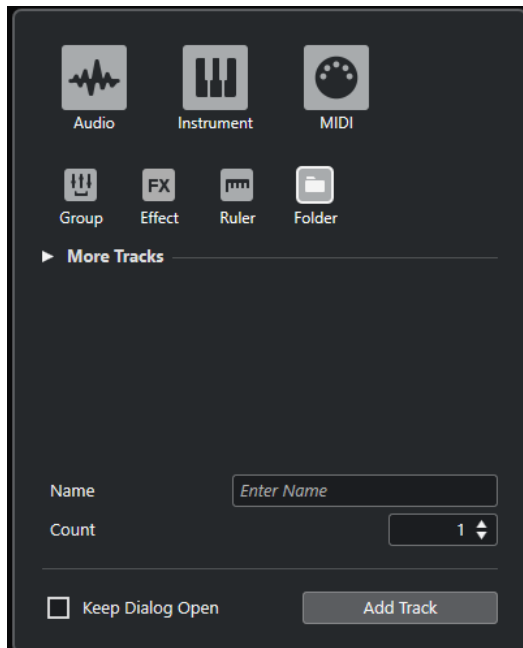 Audio Instrument MIDI
FX
Group Effect Ruler Folder
More Tracks
Name Enter Name
Count 1
Keep Dialog Open Add Track